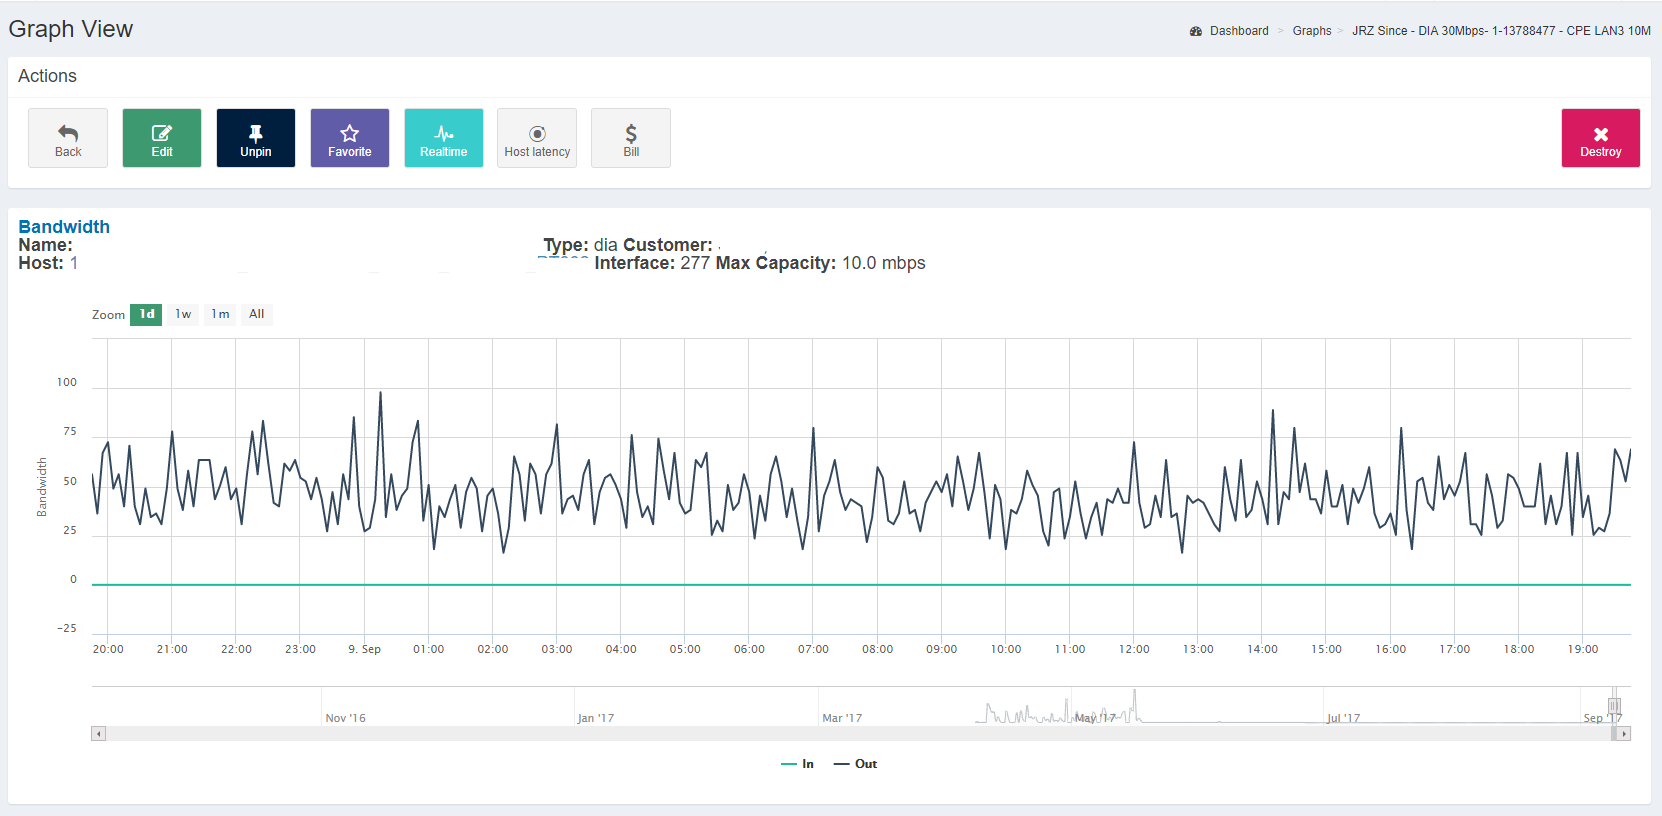 Graph View
Dashboard > Graphs > JRZ Since - DIA 30Mbps- 1-13788477 - CPE LAN3 10M
Actions
Back
Edit
Unpin
Favorite
Realtime
Host latency
Bill
Destroy
Bandwidth
Name: Type: dia Customer:
Host: 1 Interface: 277 Max Capacity: 10.0 mbps
Zoom 1d 1w 1m All
Bandwidth
100
75
50
25
0
-25
20:00 21:00 22:00 23:00 9. Sep 01:00 02:00 03:00 04:00 05:00 06:00 07:00 08:00 09:00 10:00 11:00 12:00 13:00 14:00 15:00 16:00 17:00 18:00 19:00
Nov '16 Jan '17 Mar '17 May '17 Jul '17 Sep '17
In Out